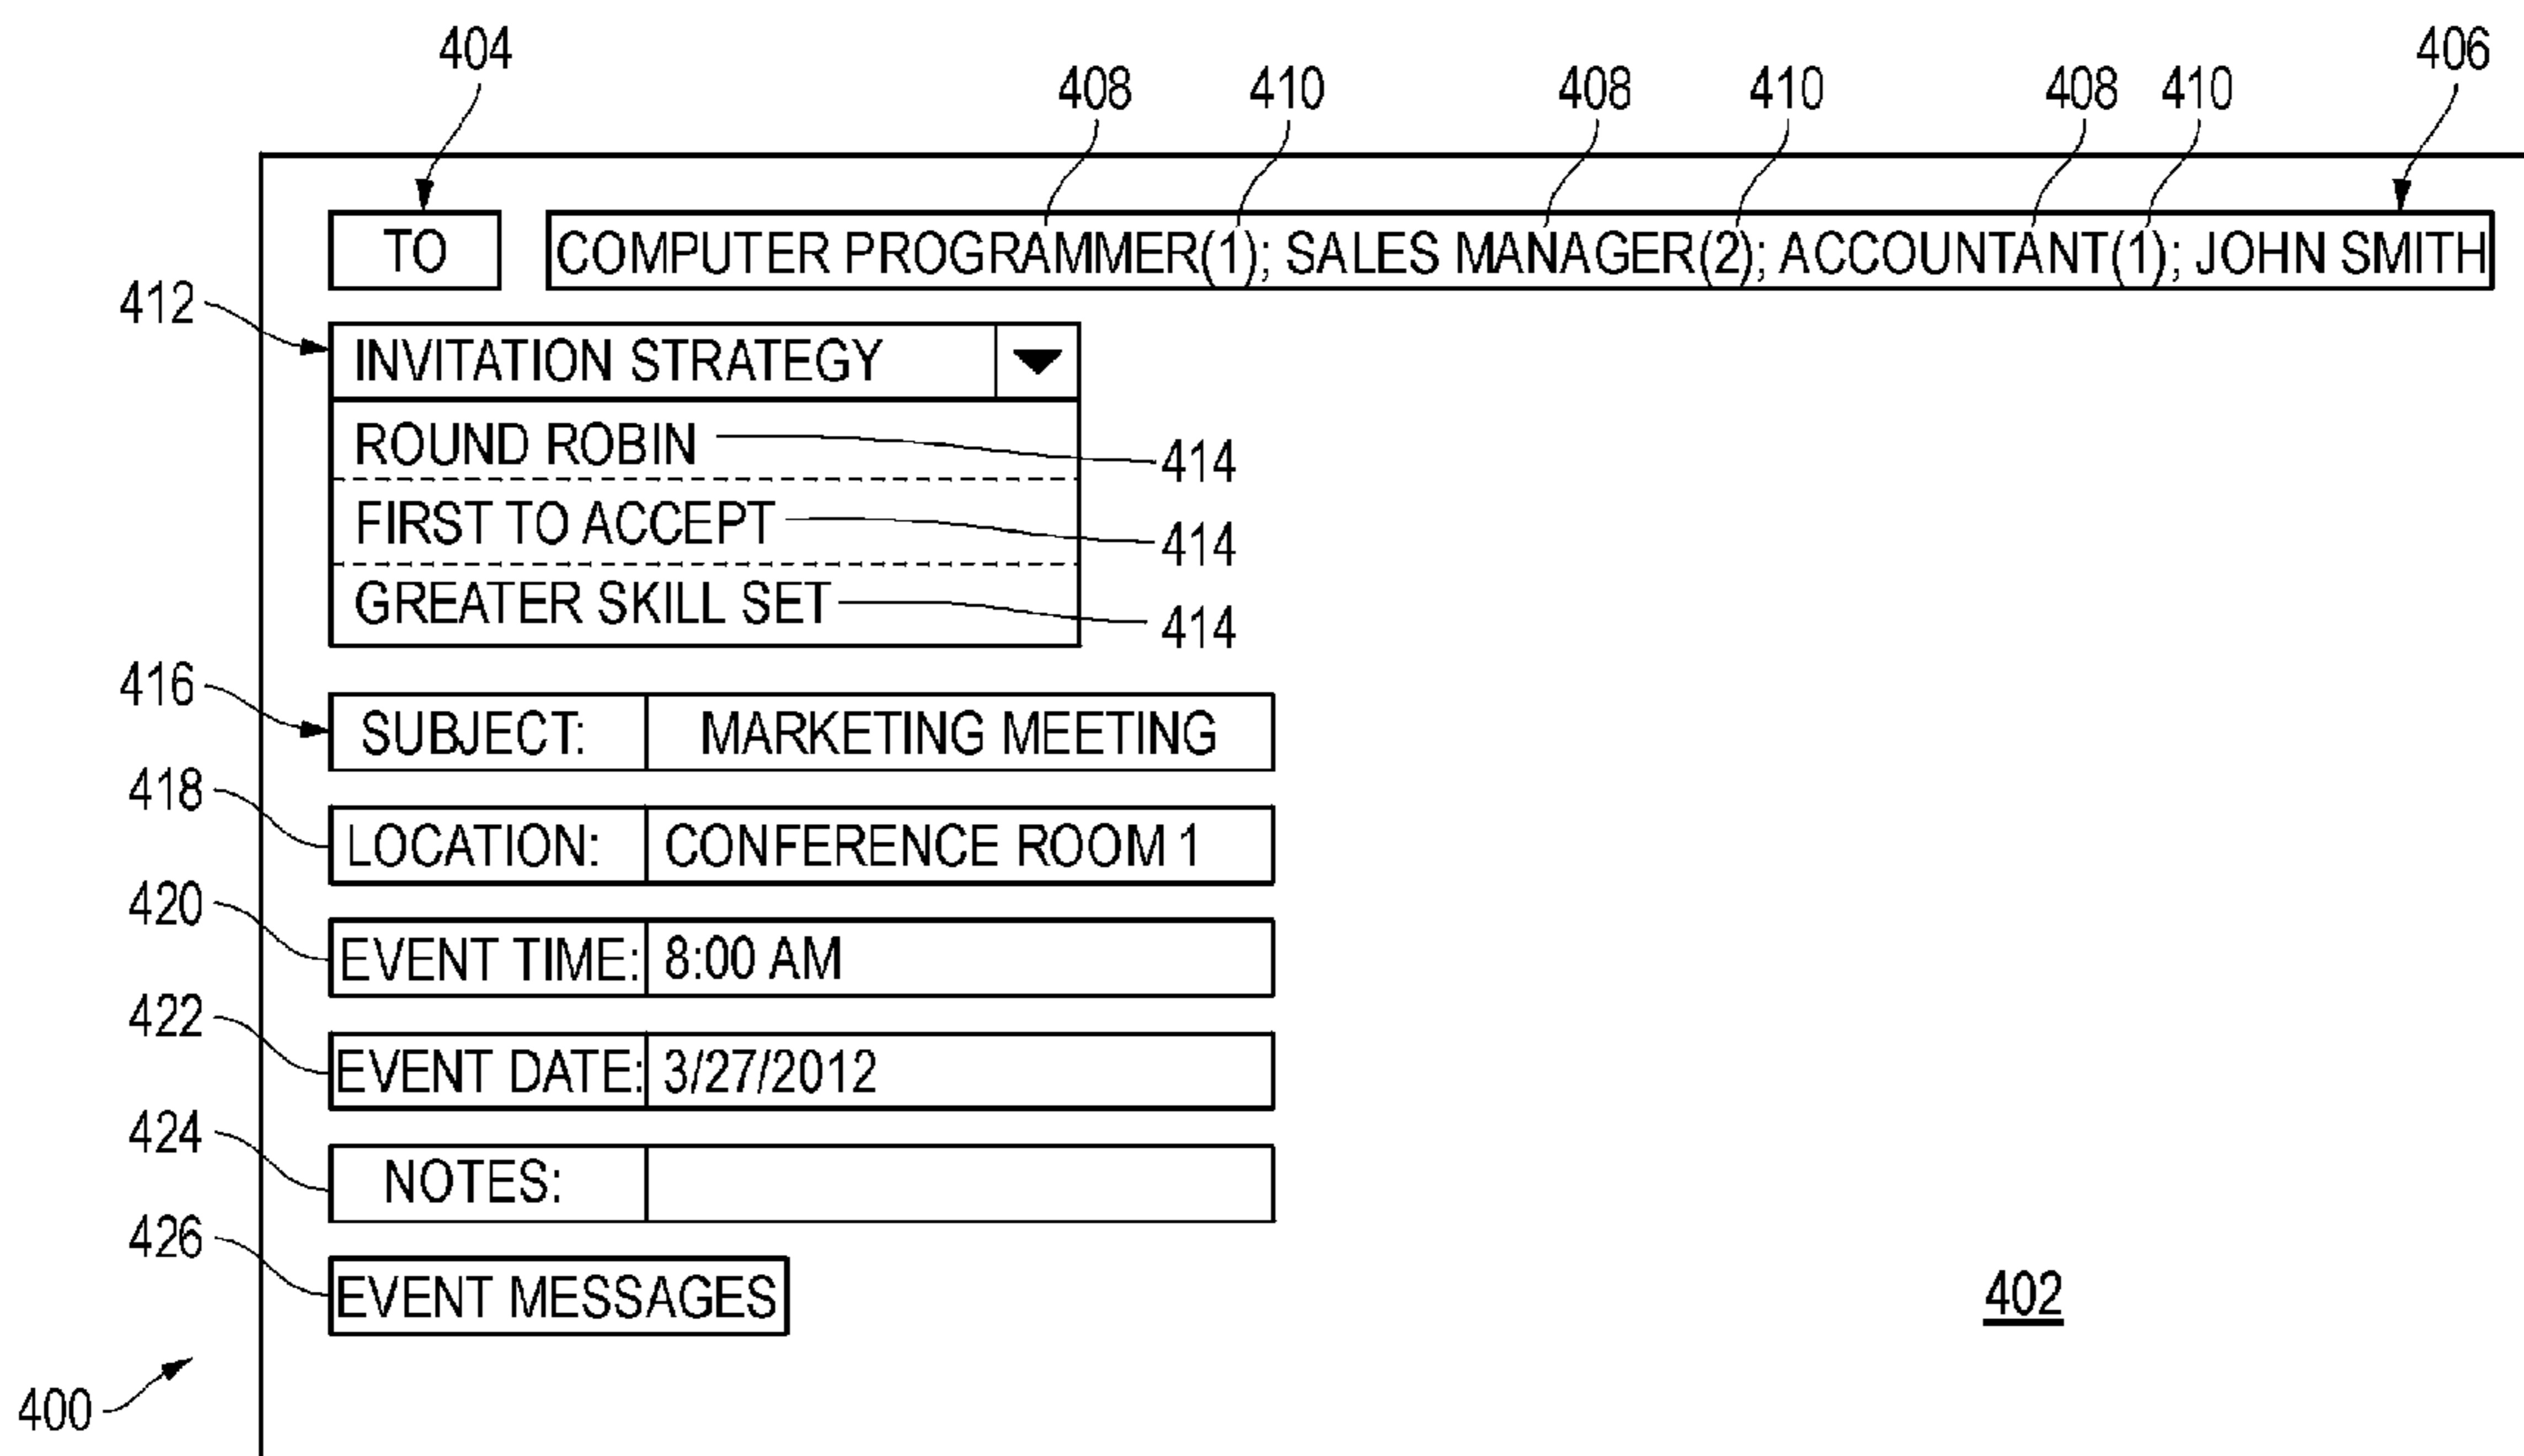 404
406
408 410 408 410 408 410
TO COMPUTER PROGRAMMER(1); SALES MANAGER(2); ACCOUNTANT(1); JOHN SMITH
412
INVITATION STRATEGY
ROUND ROBIN 414
FIRST TO ACCEPT 414
GREATER SKILL SET 414
416
SUBJECT: MARKETING MEETING
418
LOCATION: CONFERENCE ROOM 1
420
EVENT TIME: 8:00 AM
422
EVENT DATE: 3/27/2012
424
NOTES:
426
EVENT MESSAGES
402
400